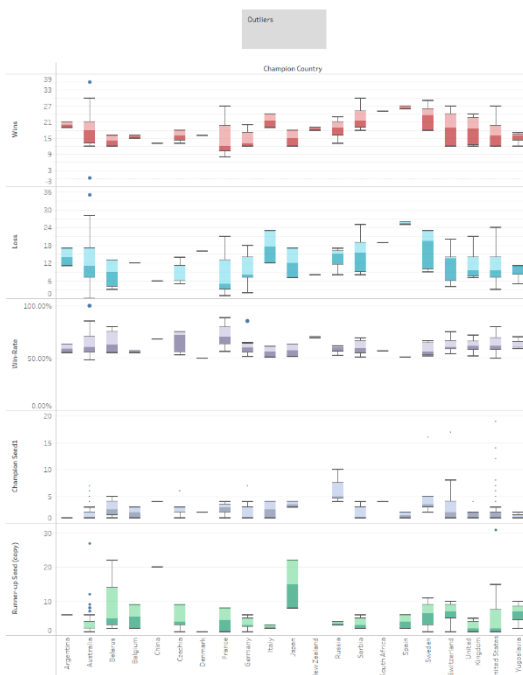 Outliers
Champion Country
Wins
39
33
27
21
15
9
3
-3
Loss
36
30
24
18
12
6
0
Win-Rate
100.00%
50.00%
0.00%
Champion Seed1
20
15
10
5
0
Runner-up Seed (copy)
30
20
10
0
Argentina
Australia
Belarus
Belgium
China
Czechia
Denmark
France
Germany
Italy
Japan
New Zealand
Russia
Serbia
South Africa
Spain
Sweden
Switzerland
United
Kingdom
United States
Yugoslavia